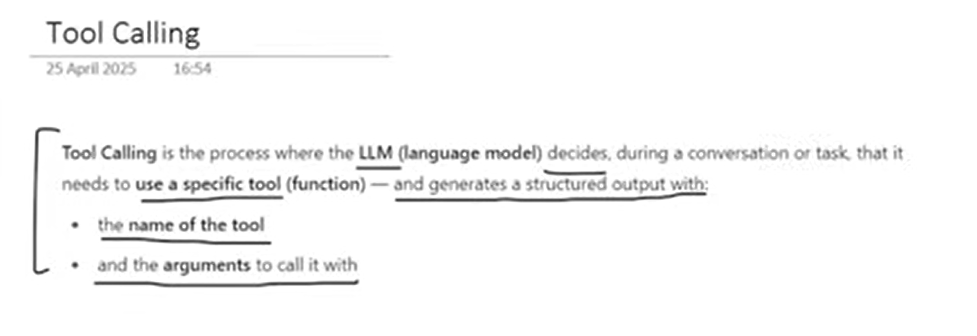 Tool Calling
25 April 2025 16:54
Tool Calling is the process where the LLM (language model) decides, during a conversation or task, that it
needs to use a specific tool (function) — and generates a structured output with:
• the name of the tool
• and the arguments to call it with